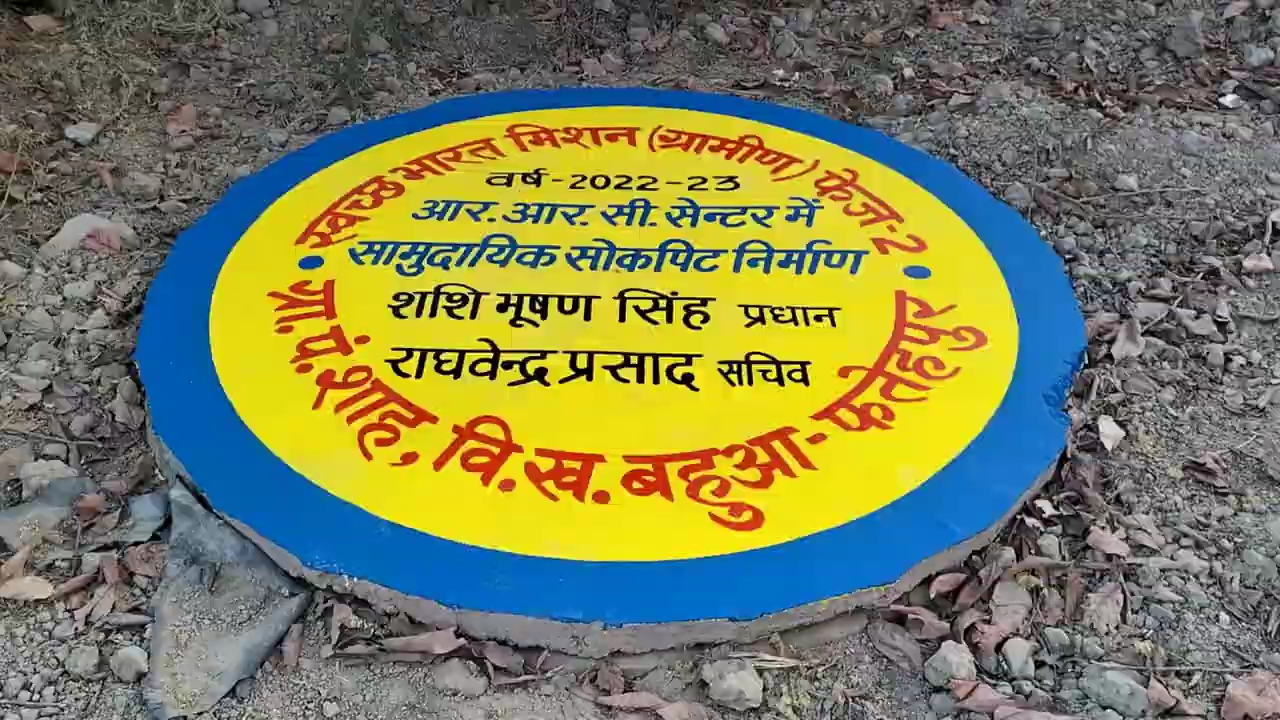 स्वच्छ भारत मिशन (ग्रामीण) फेज-2
वर्ष-2022-23
आर.आर. सी. सेन्टर में
सामुदायिक सोकपिट निर्माण
शशि भूषण सिंह प्रधान
राघवेन्द्र प्रसाद सचिव
ग्रा.पं.शाह, वि.ख.बहुआ-फतेहपुर